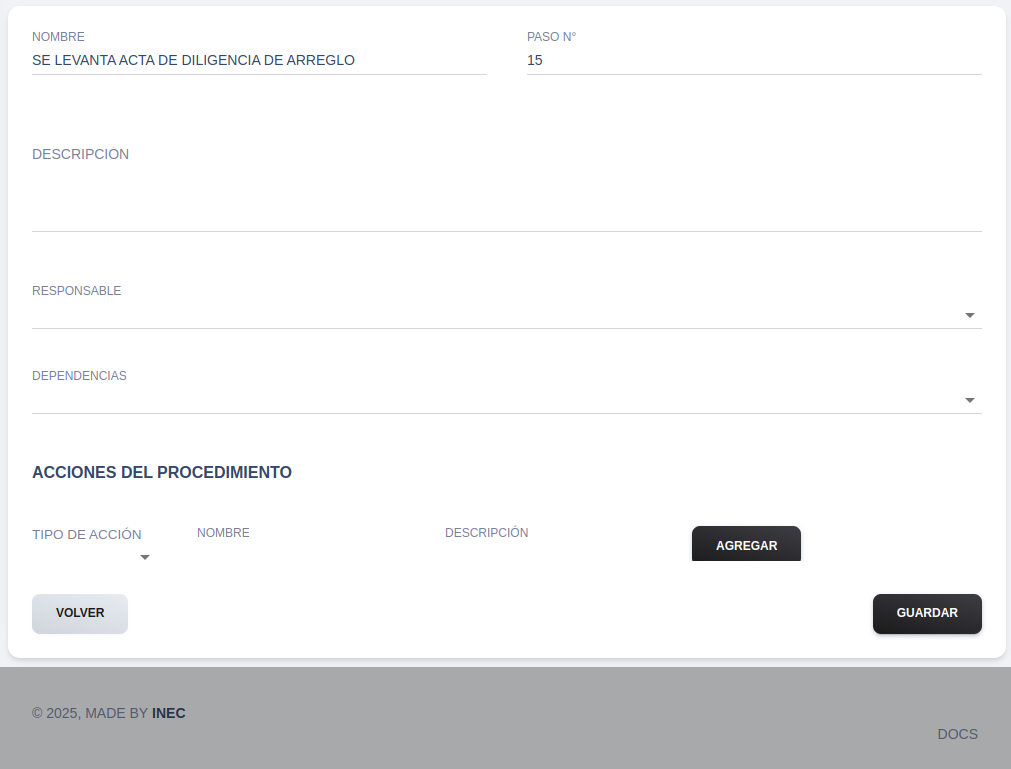 NOMBRE
PASO N°
SE LEVANTA ACTA DE DILIGENCIA DE ARREGLO
15
DESCRIPCION
RESPONSABLE
DEPENDENCIAS
ACCIONES DEL PROCEDIMIENTO
TIPO DE ACCIÓN
NOMBRE
DESCRIPCIÓN
AGREGAR
VOLVER
GUARDAR
© 2025, MADE BY INEC
DOCS